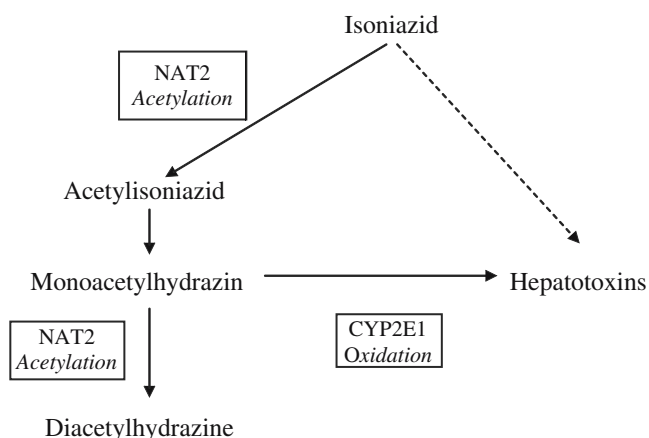 Isoniazid
NAT2
Acetylation
Acetylisoniazid
Monoacetylhydrazin
Hepatotoxins
NAT2
Acetylation
CYP2E1
Oxidation
Diacetylhydrazine